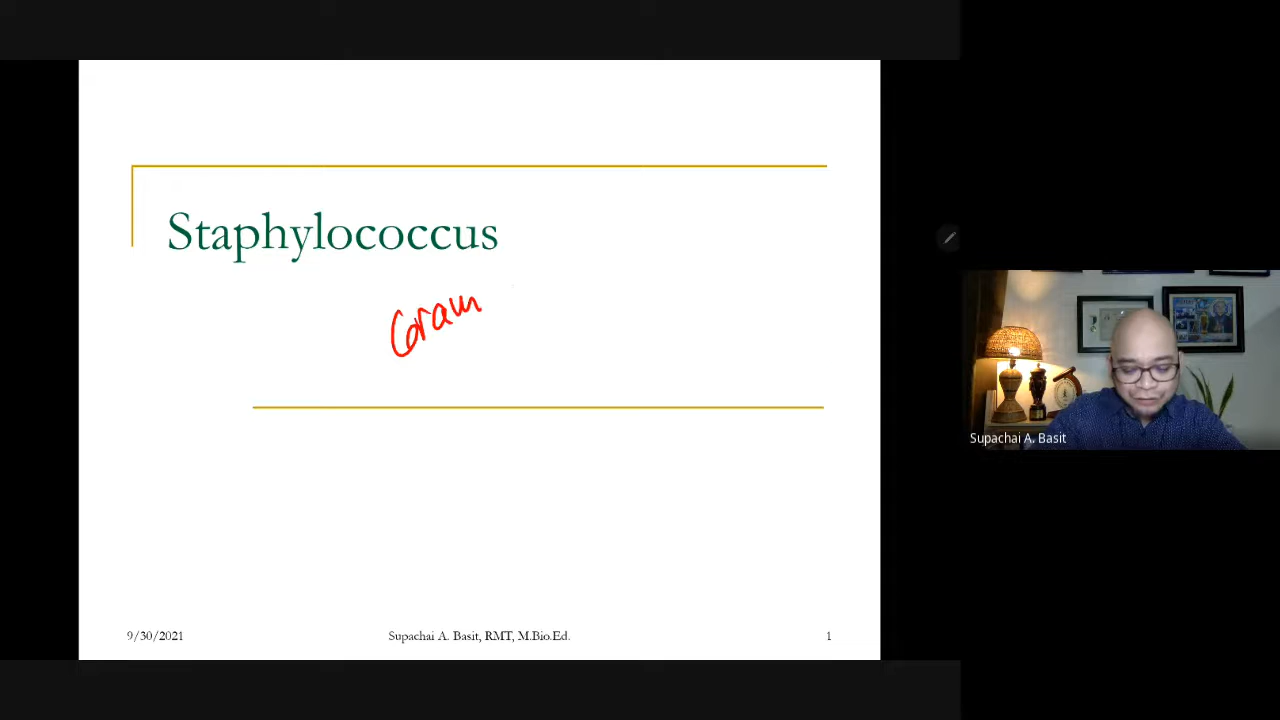 Staphylococcus
Gram
Supachai A. Basit
9/30/2021
Supachai A. Basit, RMT, M.Bio.Ed.
1